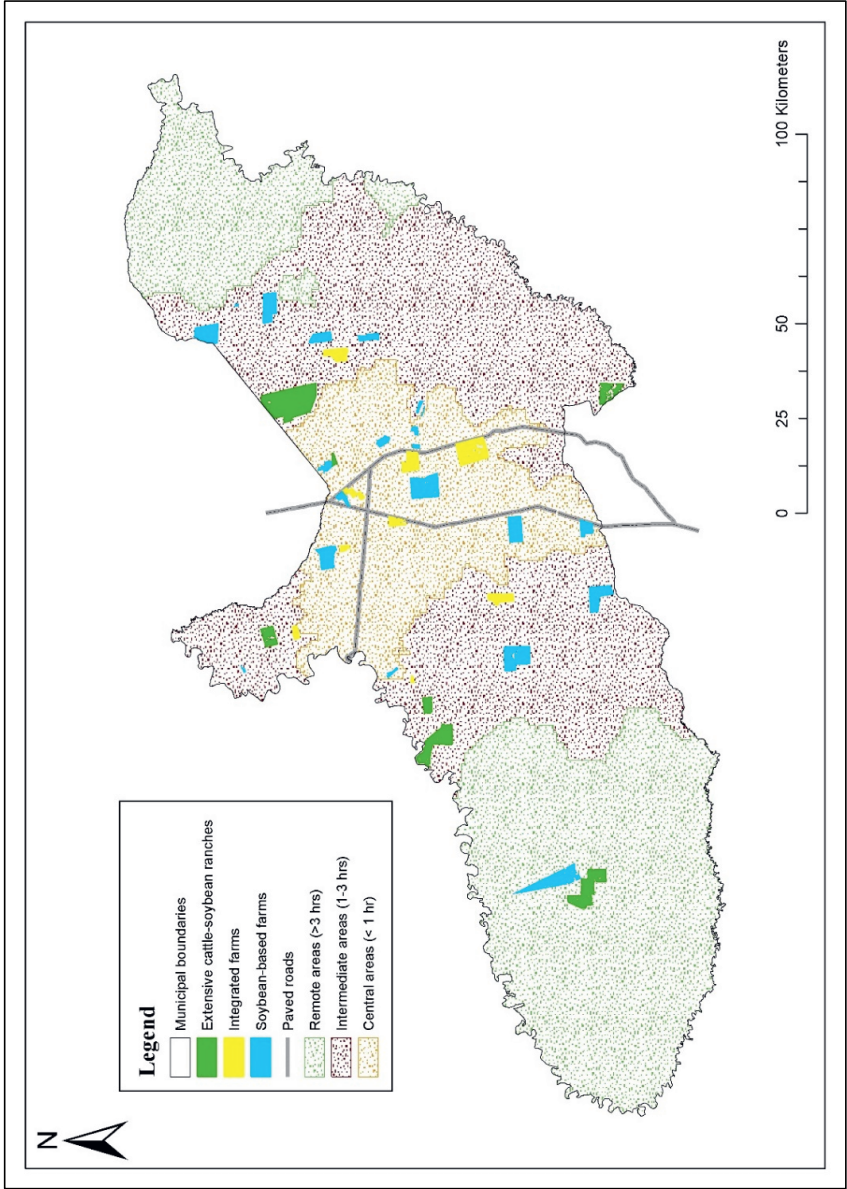 N
Legend
Municipal boundaries
Extensive cattle-soybean ranches
Integrated farms
Soybean-based farms
Paved roads
Remote areas (>3 hrs)
Intermediate areas (1-3 hrs)
Central areas (< 1 hr)
0 25 50 100 Kilometers